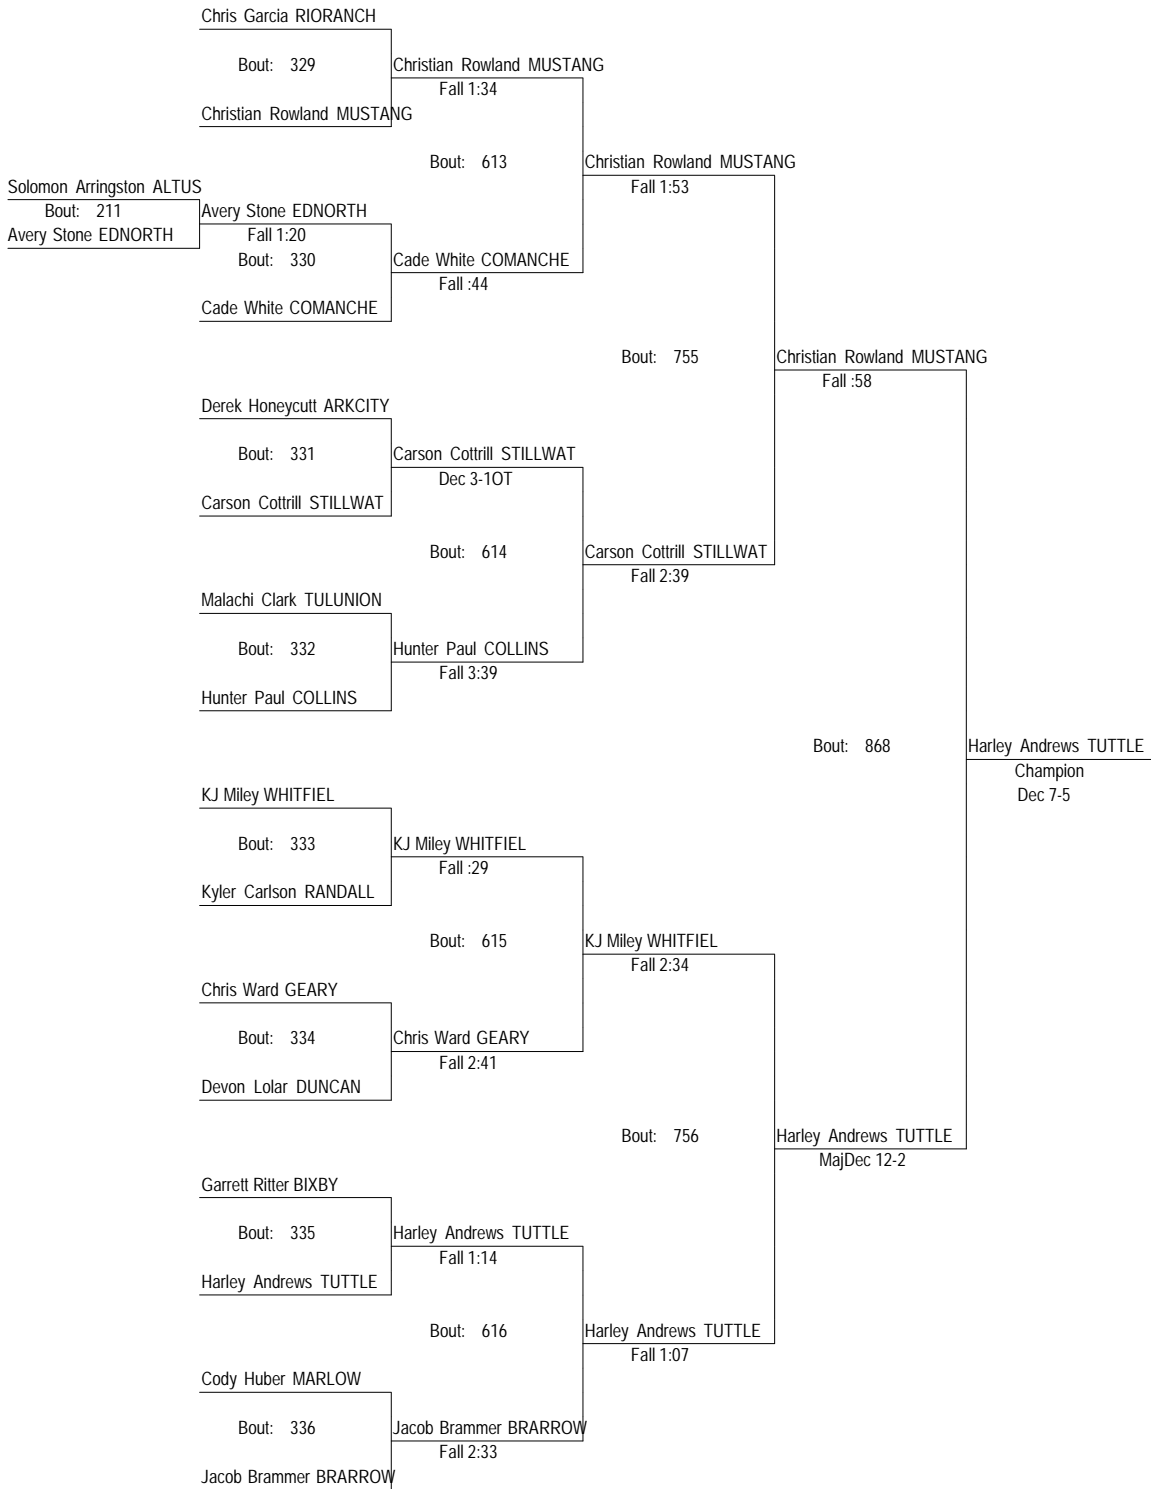 Chris Garcia RIORANCH
Bout: 329
Christian Rowland MUSTANG
Fall 1:34
Christian Rowland MUSTANG
Bout: 613
Christian Rowland MUSTANG
Fall 1:53
Solomon Arringston ALTUS
Bout: 211
Avery Stone EDNORTH
Avery Stone EDNORTH
Fall 1:20
Bout: 330
Cade White COMANCHE
Fall :44
Cade White COMANCHE
Bout: 755
Christian Rowland MUSTANG
Fall :58
Derek Honeycutt ARKCITY
Bout: 331
Carson Cottrill STILLWAT
Dec 3-1OT
Carson Cottrill STILLWAT
Bout: 614
Carson Cottrill STILLWAT
Fall 2:39
Malachi Clark TULUNION
Bout: 332
Hunter Paul COLLINS
Fall 3:39
Hunter Paul COLLINS
Bout: 868
Harley Andrews TUTTLE
Champion
Dec 7-5
KJ Miley WHITFIEL
Bout: 333
KJ Miley WHITFIEL
Fall :29
Kyler Carlson RANDALL
Bout: 615
KJ Miley WHITFIEL
Fall 2:34
Chris Ward GEARY
Bout: 334
Chris Ward GEARY
Fall 2:41
Devon Lolar DUNCAN
Bout: 756
Harley Andrews TUTTLE
MajDec 12-2
Garrett Ritter BIXBY
Bout: 335
Harley Andrews TUTTLE
Fall 1:14
Harley Andrews TUTTLE
Bout: 616
Harley Andrews TUTTLE
Fall 1:07
Cody Huber MARLOW
Bout: 336
Jacob Brammer BRARROW
Fall 2:33
Jacob Brammer BRARROW